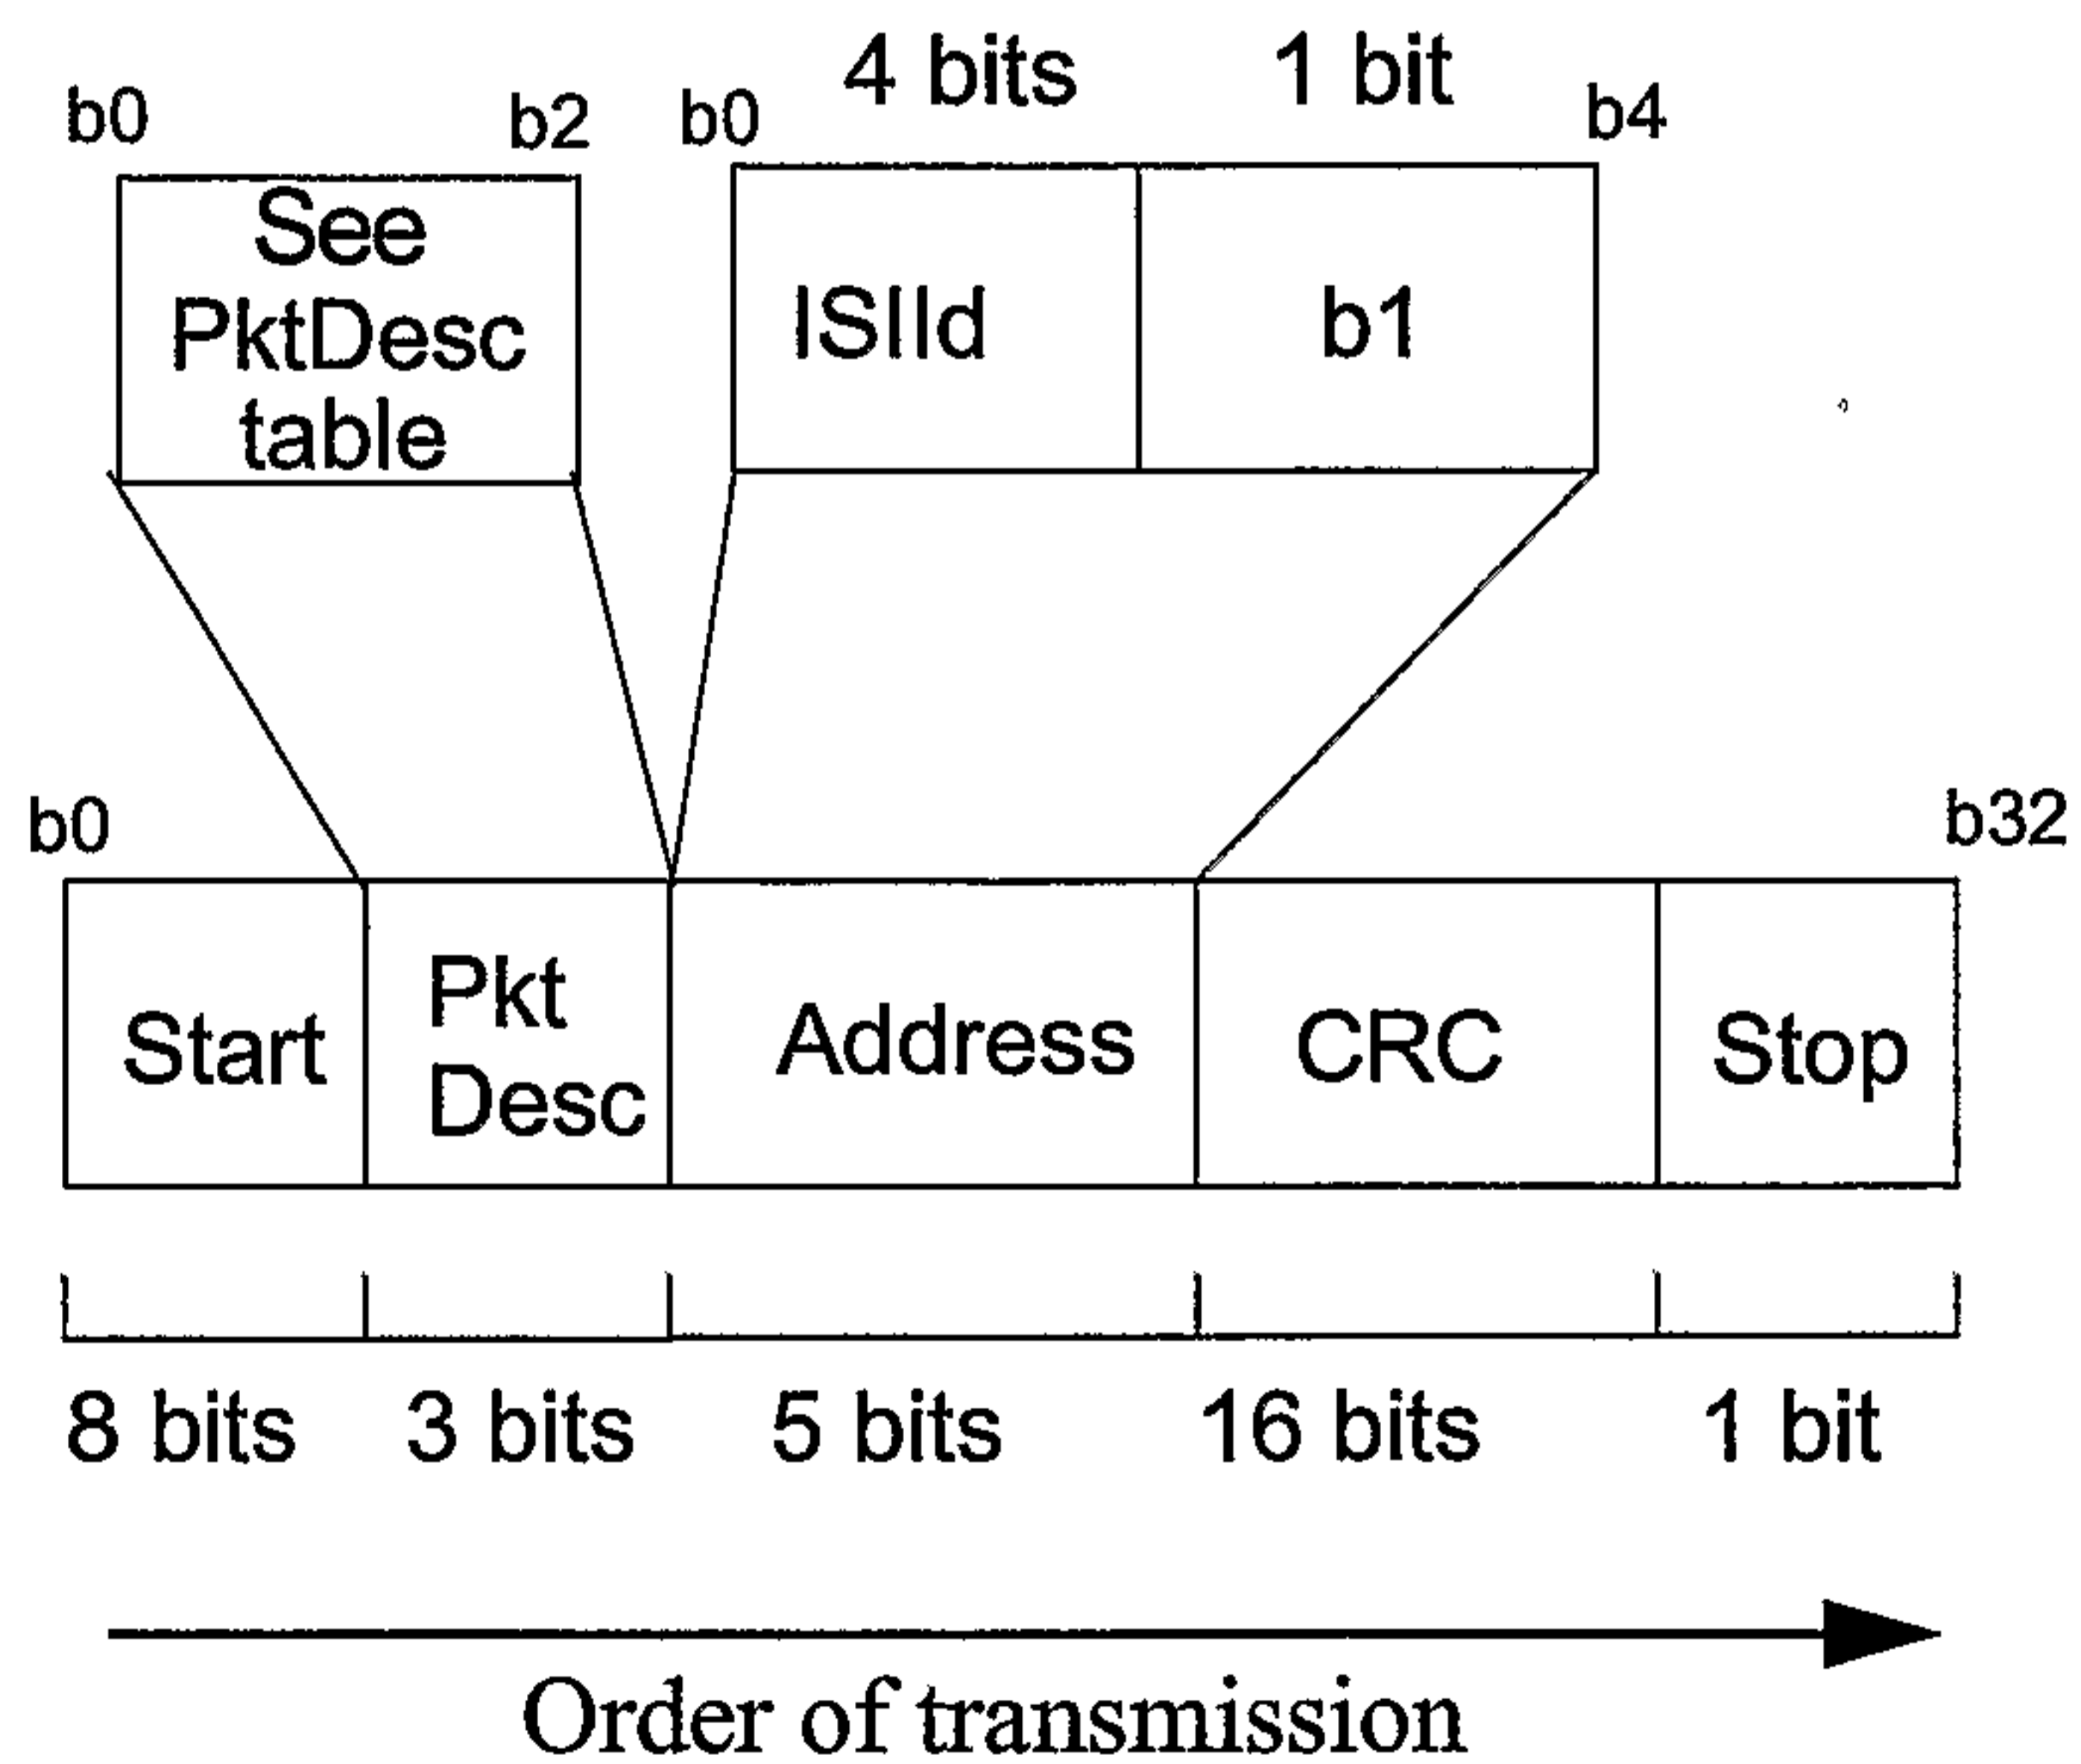 4 bits 1 bit
b0 b2 b0 b4
See
PktDesc
table
ISIId b1
b0 b32
Start Pkt
Desc Address CRC Stop
8 bits 3 bits 5 bits 16 bits 1 bit
Order of transmission